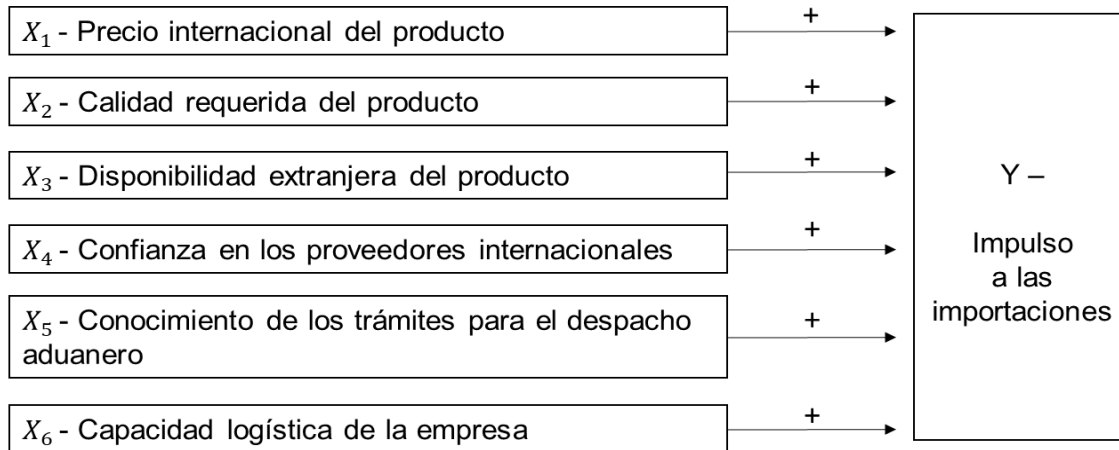 X₁ - Precio internacional del producto
+
X₂ - Calidad requerida del producto
+
X₃ - Disponibilidad extranjera del producto
+
X₄ - Confianza en los proveedores internacionales
+
X₅ - Conocimiento de los trámites para el despacho
aduanero
+
X₆ - Capacidad logística de la empresa
+
Y –
Impulso
a las
importaciones